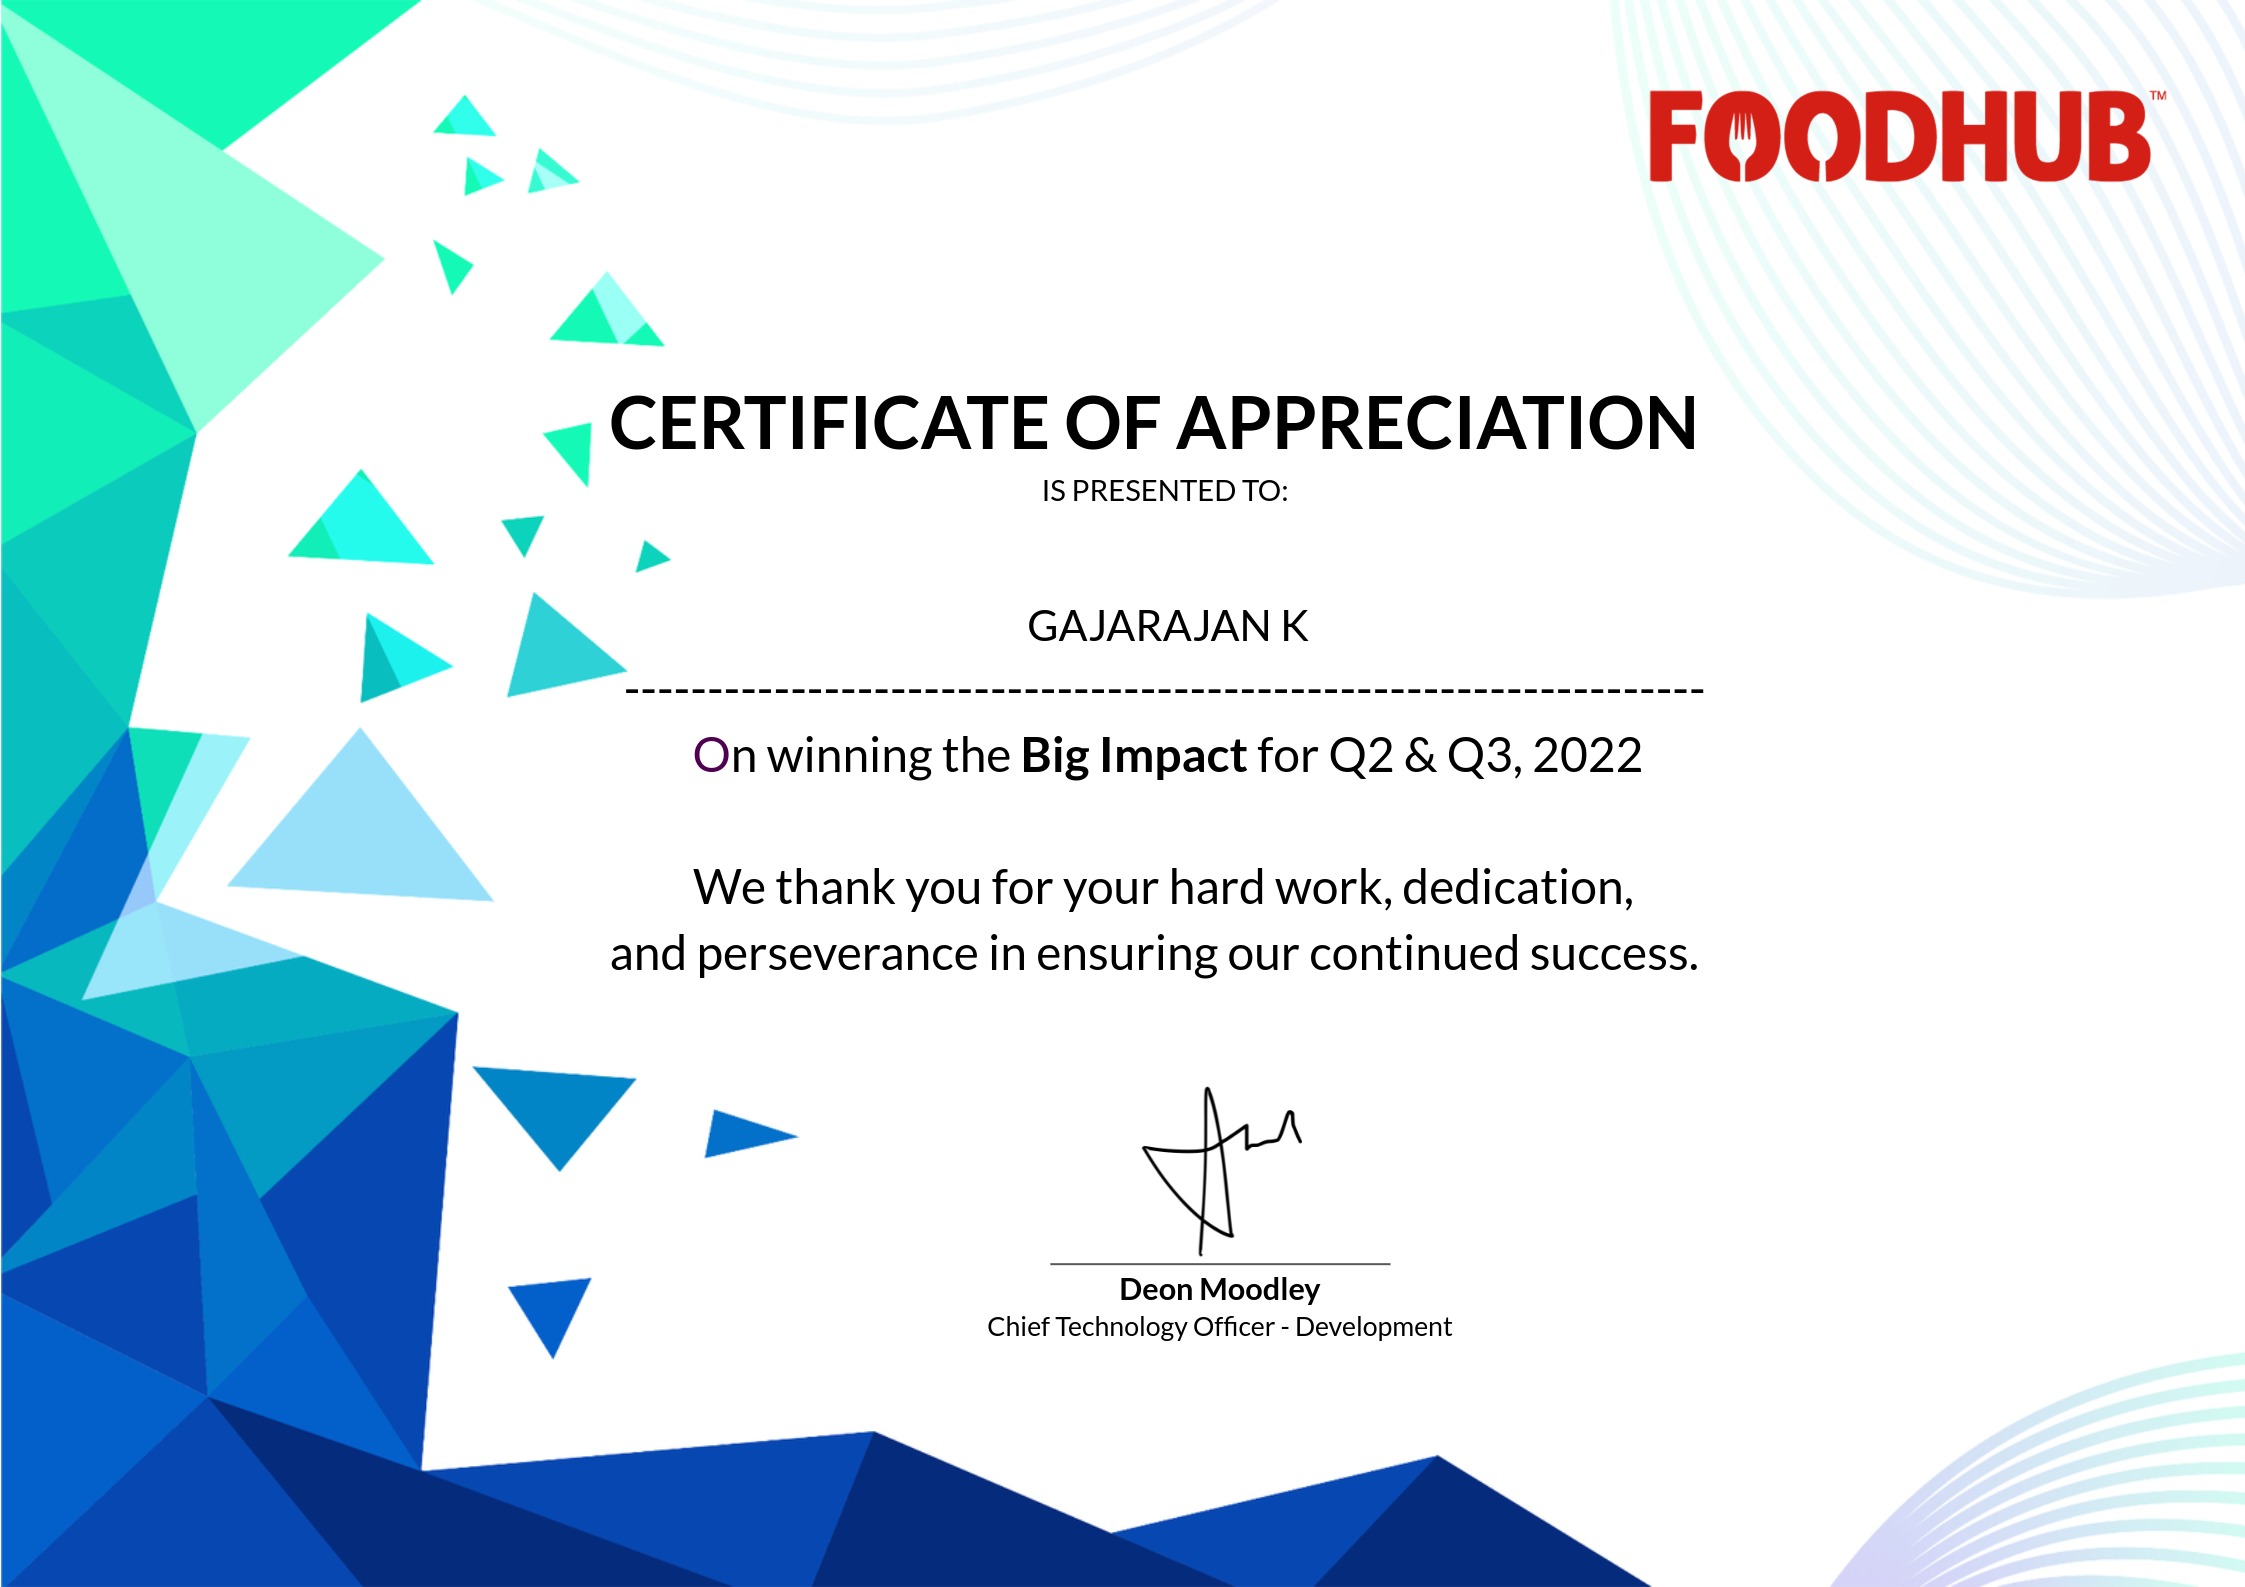 FOODHUB™
CERTIFICATE OF APPRECIATION
IS PRESENTED TO:
GAJARAJAN K
-----------------------------------------------------------------
On winning the Big Impact for Q2 & Q3, 2022
We thank you for your hard work, dedication,
and perseverance in ensuring our continued success.
Deon Moodley
Chief Technology Officer - Development